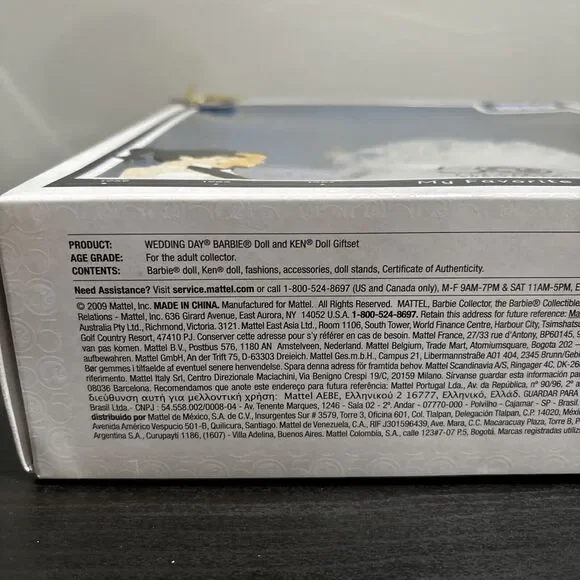 My Favorite
PRODUCT: WEDDING DAY® BARBIE® Doll and KEN® Doll Giftset
AGE GRADE: For the adult collector.
CONTENTS: Barbie® doll, Ken® doll, fashions, accessories, doll stands, Certificate of Authenticity.
Need Assistance? Visit service.mattel.com or call 1-800-524-8697 (US and Canada only), M-F 9AM-7PM & SAT 11AM-5PM,
© 2009 Mattel, Inc. MADE IN CHINA. Manufactured for Mattel. All Rights Reserved. MATTEL, Barbie Collector, the Barbie® Collectibles
Relations - Mattel, Inc. 636 Girard Avenue, East Aurora, NY 14052 U.S.A. 1-800-524-8697. Retain this address for future reference:
Australia Pty Ltd., Richmond, Victoria. 3121. Mattel East Asia Ltd., Room 1106, South Tower, World Finance Centre, Harbour City,
Golf Country Resort, 47410 PJ. Conserver cette adresse pour s'y référer en cas de besoin. Mattel France, 27/33 rue d'Antony, BP60145,
van pas komen. Mattel B.V., Postbus 576, 1180 AN Amstelveen, Nederland. Mattel Belgium, Trade Mart, Atomiumsquare, Bogota 202 -
aufbewahren. Mattel GmbH, An der Trift 75, D-63303 Dreieich. Mattel Ges.m.b.H., Campus 21, Liebermannstraße A01 404, 2345 Brunn/
Bør gemmes i tilfælde af eventuel senere henvendelse. Spara denna adress för framtida behov. Mattel Scandinavia A/S, Ringager 4C,
riferimento. Mattel Italy Srl, Centro Direzionale Maciachini, Via Benigno Crespi 19/C, 20159 Milano. Sírvanse guardar esta información
08036 Barcelona. Recomendamos que anote este endereço para futura referência: Mattel Portugal Lda., Av. da República, nº 90/96, 2º
διεύθυνση αυτή για μελλοντική χρήση: Mattel AEBE, Ελληνικού 2 16777, Ελληνικό, Ελλάς. GUARDAR PARA
Brasil Ltda.- CNPJ : 54.558.002/0008-04 - Av. Tenente Marques, 1246 - Sala 02 - 2º. Andar - 07770-000 - Polvilho - Cajamar - SP - Brasil.
distribuido por Mattel de México, S.A. de C.V., Insurgentes Sur # 3579, Torre 3, Oficina 601, Col. Tlalpan, Delegación Tlalpan, C.P. 14020,
Avenida Américo Vespucio 501-B, Quilicura, Santiago. Mattel de Venezuela, C.A., RIF J301596439, Ave. Mara, C.C. Macaracuay Plaza, Torre B,
Argentina S.A., Curupaytí 1186, (1607) - Villa Adelina, Buenos Aires. Mattel Colombia, S.A., calle 123#7-07 P.5, Bogotá. Marcas registradas